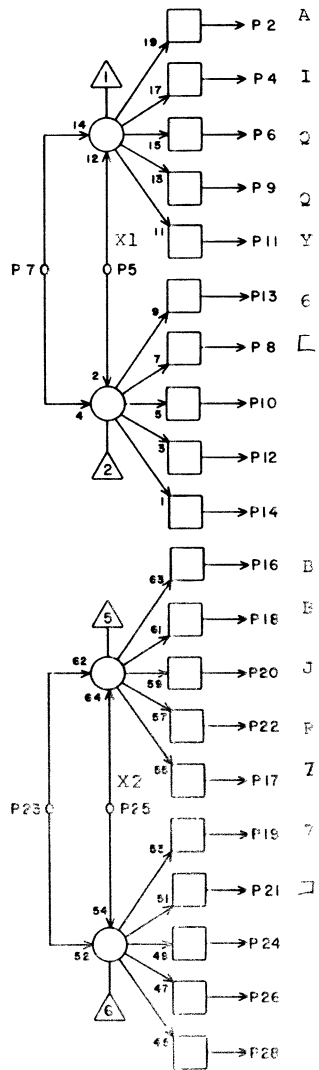 19 P2 A
1 17 P4 I
14 15 P6 Q
12 13 P9 Q
11 P11 Y
X1
P7 P5
9 P13 6
2 7 P8
4 5 P10
3 P12
2 1 P14
63 P16 B
5 61 P18 B
62 59 P20 J
64 57 P22 R
55 P17 7
X2
P23 P25
53 P19 7
54 51 P21
52 49 P24
47 P26
6 45 P28